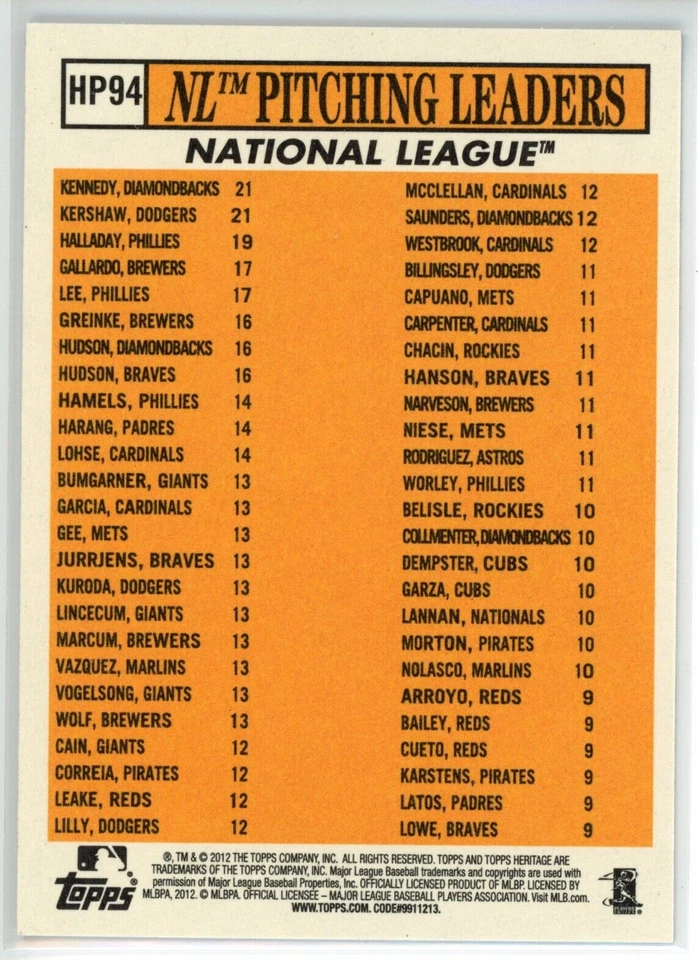 HP94 NL™ PITCHING LEADERS
NATIONAL LEAGUE™
KENNEDY, DIAMONDBACKS 21
KERSHAW, DODGERS 21
HALLADAY, PHILLIES 19
GALLARDO, BREWERS 17
LEE, PHILLIES 17
GREINKE, BREWERS 16
HUDSON, DIAMONDBACKS 16
HUDSON, BRAVES 16
HAMELS, PHILLIES 14
HARANG, PADRES 14
LOHSE, CARDINALS 14
BUMGARNER, GIANTS 13
GARCIA, CARDINALS 13
GEE, METS 13
JURRJENS, BRAVES 13
KURODA, DODGERS 13
LINCECUM, GIANTS 13
MARCUM, BREWERS 13
VAZQUEZ, MARLINS 13
VOGELSONG, GIANTS 13
WOLF, BREWERS 13
CAIN, GIANTS 12
CORREIA, PIRATES 12
LEAKE, REDS 12
LILLY, DODGERS 12
MCCLELLAN, CARDINALS 12
SAUNDERS, DIAMONDBACKS 12
WESTBROOK, CARDINALS 12
BILLINGSLEY, DODGERS 11
CAPUANO, METS 11
CARPENTER, CARDINALS 11
CHACIN, ROCKIES 11
HANSON, BRAVES 11
NARVESON, BREWERS 11
NIESE, METS 11
RODRIGUEZ, ASTROS 11
WORLEY, PHILLIES 11
BELISLE, ROCKIES 10
COLLMENTER, DIAMONDBACKS 10
DEMPSTER, CUBS 10
GARZA, CUBS 10
LANNAN, NATIONALS 10
MORTON, PIRATES 10
NOLASCO, MARLINS 10
ARROYO, REDS 9
BAILEY, REDS 9
CUETO, REDS 9
KARSTENS, PIRATES 9
LATOS, PADRES 9
LOWE, BRAVES 9
topps
®, TM & © 2012 THE TOPPS COMPANY, INC. ALL RIGHTS RESERVED. TOPPS AND TOPPS HERITAGE ARE
TRADEMARKS OF THE TOPPS COMPANY, INC. Major League Baseball trademarks and copyrights are used with
permission of Major League Baseball Properties, Inc. OFFICIALLY LICENSED PRODUCT OF MLBP. LICENSED BY
MLBPA, 2012. © MLBPA. OFFICIAL LICENSEE – MAJOR LEAGUE BASEBALL PLAYERS ASSOCIATION. Visit MLB.com.
WWW.TOPPS.COM. CODE#9911213.
PLAYERS
CHOICE